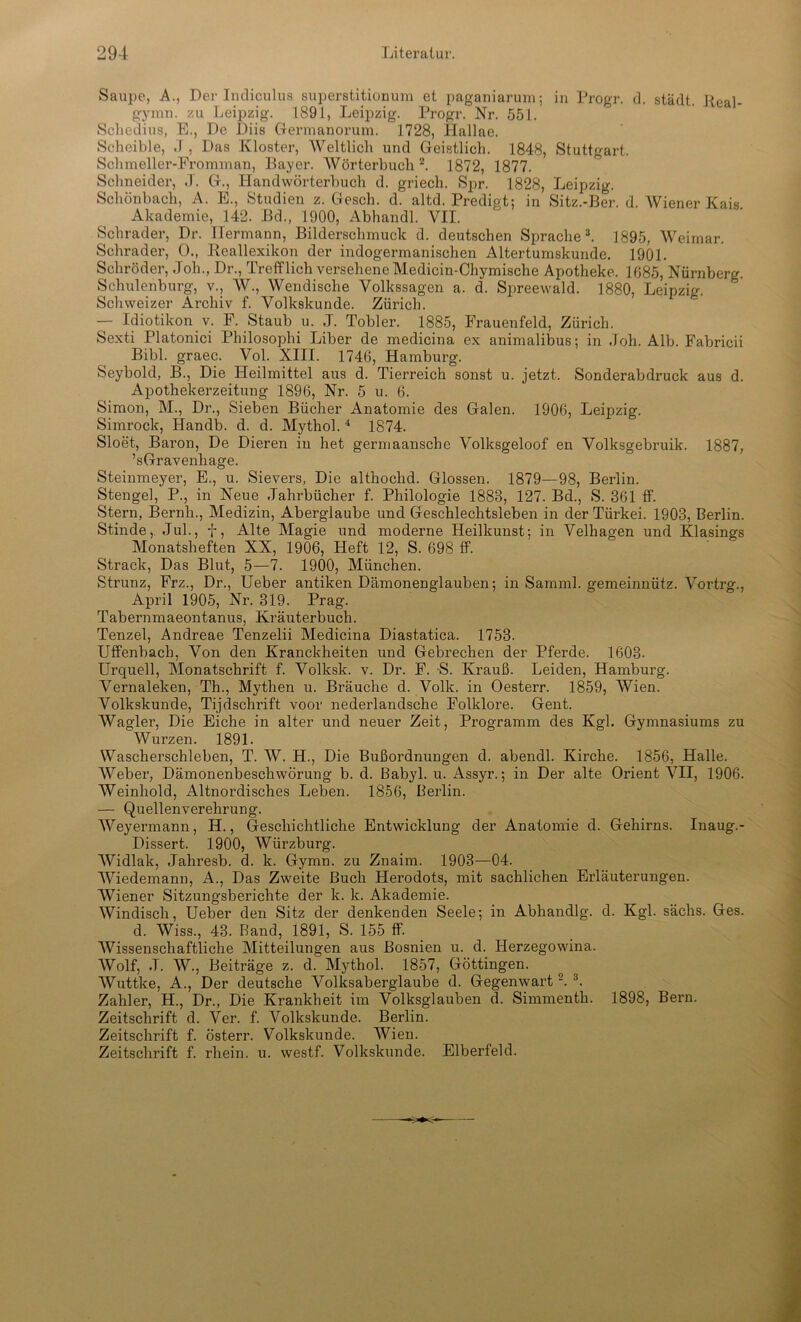 294 Literatur.
Saupe, A., Der Indiculus superstitionum et paganiarum; in Progr. d. städt. Real-
gymn. zu Leipzig. 1891, Leipzig. Progr. Nr. 551.
Schedius, E., De Diis Germanorum. 1728, Hallae.
Scheible, J, Das Kloster, Weltlich und Geistlich. 1848, Stuttgart.
Schmeller-Fromman, Bayer. Wörterbuch ². 1872, 1877.
Schneider, J. G., Handwörterbuch d. griech. Spr. 1828, Leipzig.
Schönbach, A. E., Studien z. Gesch. d. altd. Predigt; in Sitz.-Ber. d. Wiener Kais.
Akademie, 142. Bd., 1900, Abhandl. VII.
Schrader, Dr. Hermann, Bilderschmuck d. deutschen Sprache ³. 1895, Weimar.
Schrader, O., Reallexikon der indogermanischen Altertumskunde. 1901.
Schröder, Joh., Dr., Trefflich versehene Medicin-Chymische Apotheke. 1685, Nürnberg.
Schulenburg, v., W., Wendische Volkssagen a. d. Spreewald. 1880, Leipzig.
Schweizer Archiv f. Volkskunde. Zürich.
— Idiotikon v. F. Staub u. J. Tobler. 1885, Frauenfeld, Zürich.
Sexti Platonici Philosophi Liber de medicina ex animalibus; in Joh. Alb. Fabricii
Bibl. graec. Vol. XIII. 1746, Hamburg.
Seybold, B., Die Heilmittel aus d. Tierreich sonst u. jetzt. Sonderabdruck aus d.
Apothekerzeitung 1896, Nr. 5 u. 6.
Simon, M., Dr., Sieben Bücher Anatomie des Galen. 1906, Leipzig.
Simrock, Handb. d. d. Mythol. ⁴ 1874.
Sloët, Baron, De Dieren in het germaansche Volksgeloof en Volksgebruik. 1887,
'sGravenhage.
Steinmeyer, E., u. Sievers, Die althochd. Glossen. 1879—98, Berlin.
Stengel, P., in Neue Jahrbücher f. Philologie 1883, 127. Bd., S. 361 ff.
Stern, Bernh., Medizin, Aberglaube und Geschlechtsleben in der Türkei. 1903, Berlin.
Stinde, Jul., †, Alte Magie und moderne Heilkunst; in Velhagen und Klasings
Monatsheften XX, 1906, Heft 12, S. 698 ff.
Strack, Das Blut, 5—7. 1900, München.
Strunz, Frz., Dr., Ueber antiken Dämonenglauben; in Samml. gemeinnütz. Vortrg.,
April 1905, Nr. 319. Prag.
Tabernmaeontanus, Kräuterbuch.
Tenzel, Andreae Tenzelii Medicina Diastatica. 1753.
Uffenbach, Von den Kranckheiten und Gebrechen der Pferde. 1603.
Urquell, Monatschrift f. Volksk. v. Dr. F. S. Krauß. Leiden, Hamburg.
Vernaleken, Th., Mythen u. Bräuche d. Volk. in Oesterr. 1859, Wien.
Volkskunde, Tijdschrift voor nederlandsche Folklore. Gent.
Wagler, Die Eiche in alter und neuer Zeit, Programm des Kgl. Gymnasiums zu
Wurzen. 1891.
Wascherschleben, T. W. H., Die Bußordnungen d. abendl. Kirche. 1856, Halle.
Weber, Dämonenbeschwörung b. d. Babyl. u. Assyr.; in Der alte Orient VII, 1906.
Weinhold, Altnordisches Leben. 1856, Berlin.
— Quellenverehrung.
Weyermann, H., Geschichtliche Entwicklung der Anatomie d. Gehirns. Inaug.-
Dissert. 1900, Würzburg.
Widlak, Jahresb. d. k. Gymn. zu Znaim. 1903—04.
Wiedemann, A., Das Zweite Buch Herodots, mit sachlichen Erläuterungen.
Wiener Sitzungsberichte der k. k. Akademie.
Windisch, Ueber den Sitz der denkenden Seele; in Abhandlg. d. Kgl. sächs. Ges.
d. Wiss., 43. Band, 1891, S. 155 ff.
Wissenschaftliche Mitteilungen aus Bosnien u. d. Herzegowina.
Wolf, J. W., Beiträge z. d. Mythol. 1857, Göttingen.
Wuttke, A., Der deutsche Volksaberglaube d. Gegenwart ². ³.
Zahler, H., Dr., Die Krankheit im Volksglauben d. Simmenth. 1898, Bern.
Zeitschrift d. Ver. f. Volkskunde. Berlin.
Zeitschrift f. österr. Volkskunde. Wien.
Zeitschrift f. rhein. u. westf. Volkskunde. Elberfeld.